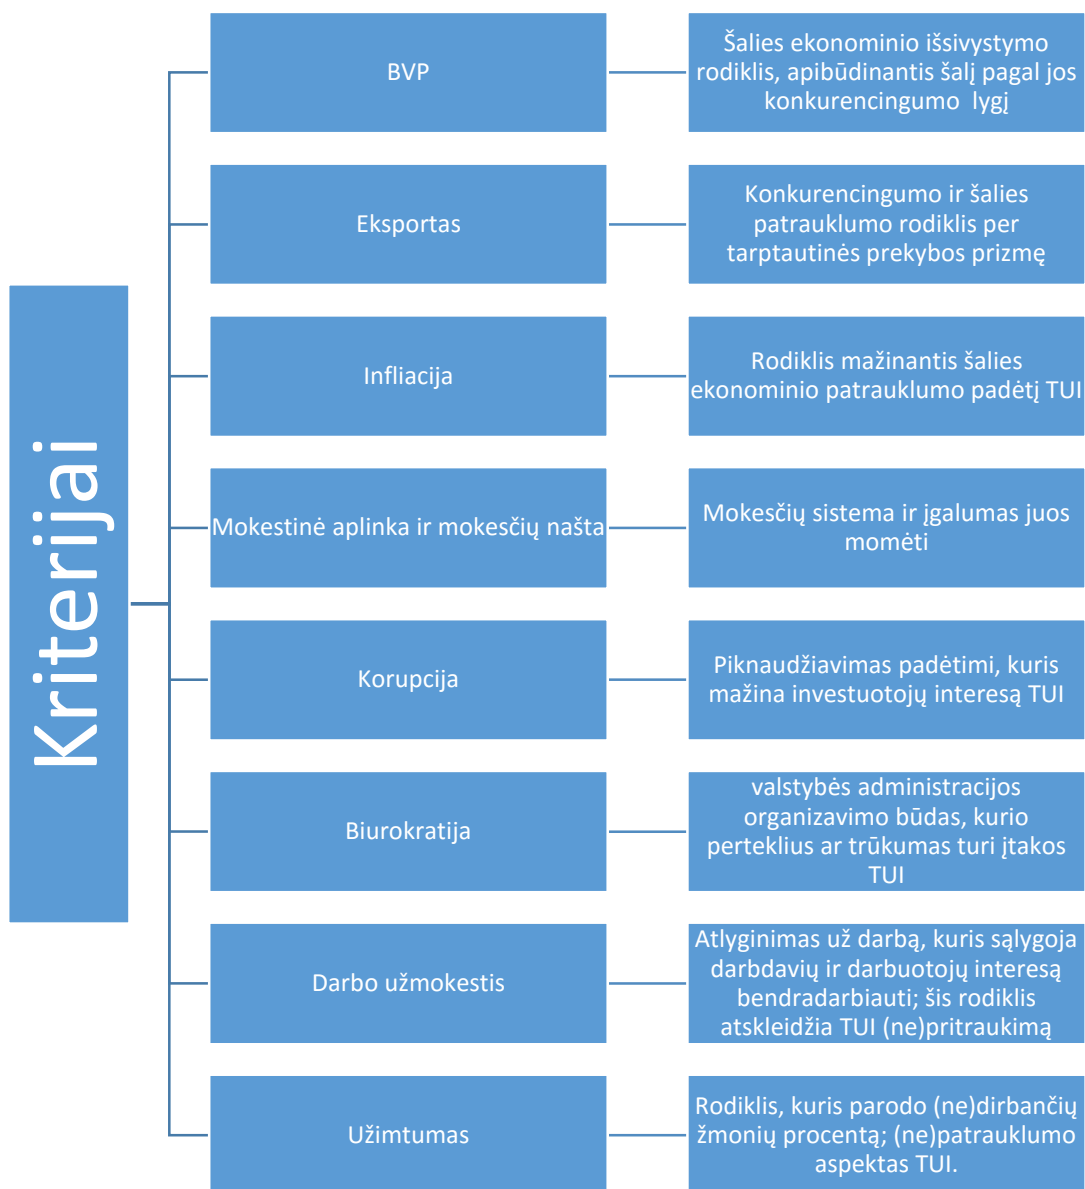 Kriterijai
BVP
Šalies ekonominio išsivystymo
rodiklis, apibūdinantis šalį pagal jos
konkurencingumo lygį
Eksportas
Konkurencingumo ir šalies
patrauklumo rodiklis per
tarptautinės prekybos prizmę
Infliacija
Rodiklis mažinantis šalies
ekonominio patrauklumo padėtį TUI
Mokestinė aplinka ir mokesčių našta
Mokesčių sistema ir įgalumas juos
momėti
Korupcija
Piknaudžiavimas padėtimi, kuris
mažina investuotojų interesą TUI
Biurokratija
valstybės administracijos
organizavimo būdas, kurio
perteklius ar trūkumas turi įtakos
TUI
Darbo užmokestis
Atlyginimas už darbą, kuris sąlygoja
darbdavių ir darbuotojų interesą
bendradarbiauti; šis rodiklis
atskleidžia TUI (ne)pritraukimą
Užimtumas
Rodiklis, kuris parodo (ne)dirbančių
žmonių procentą; (ne)patrauklumo
aspektas TUI.